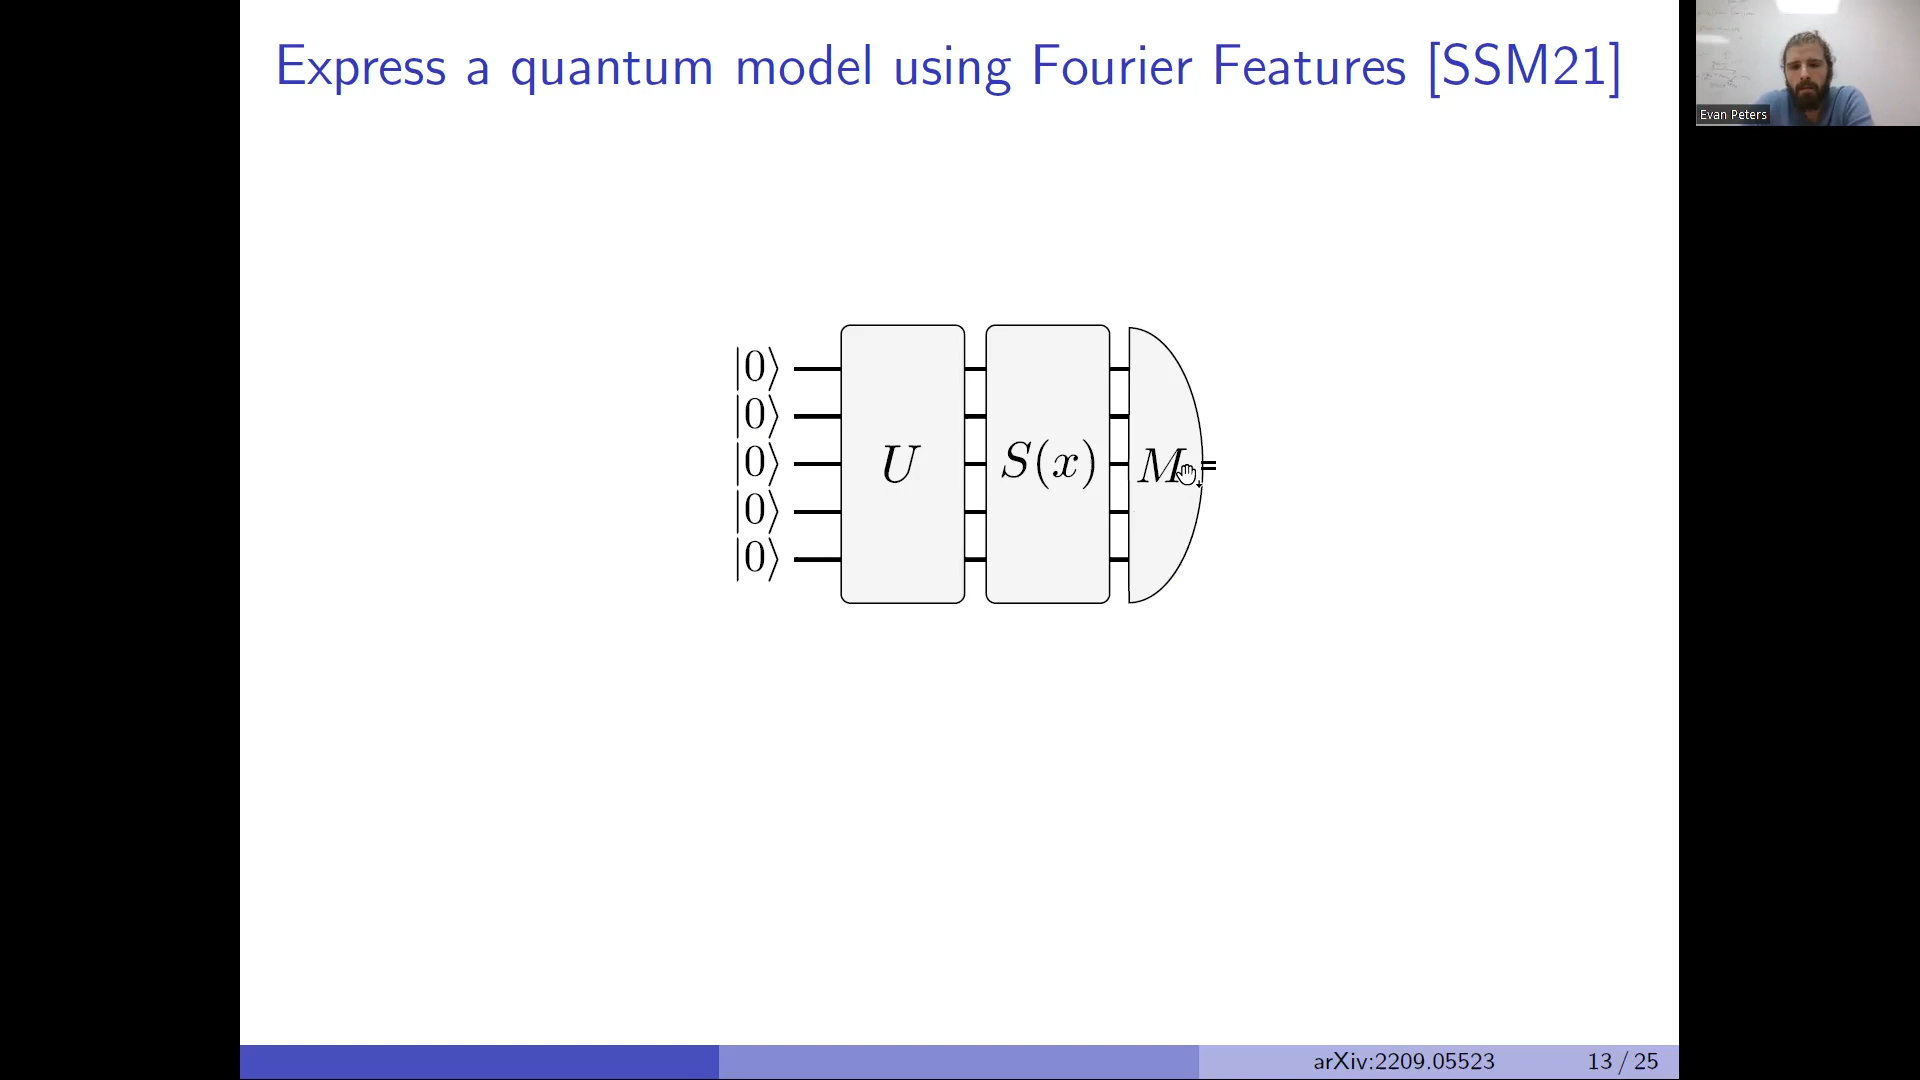 Express a quantum model using Fourier Features [SSM21]
Evan Peters
|0⟩
|0⟩
|0⟩
|0⟩
|0⟩
U
S(x)
M
=
arXiv:2209.05523
13 / 25